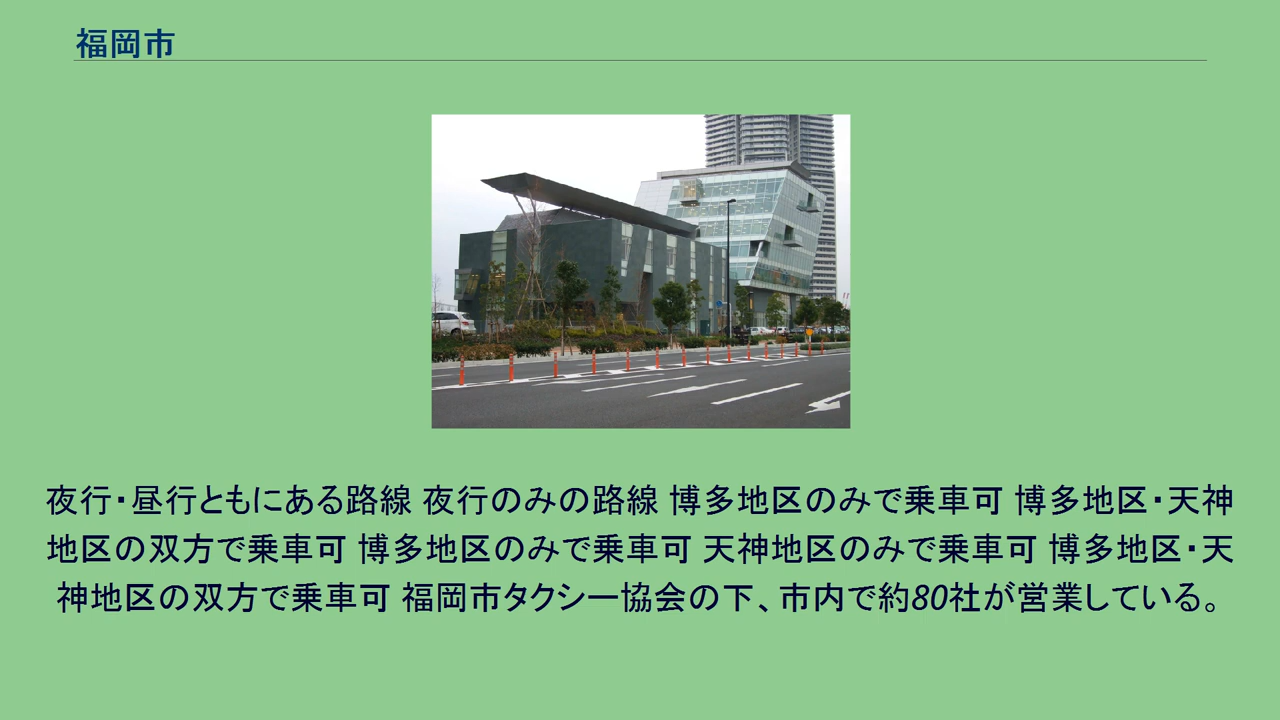 福岡市
夜行・昼行ともにある路線 夜行のみの路線 博多地区のみで乗車可 博多地区・天神
地区の双方で乗車可 博多地区のみで乗車可 天神地区のみで乗車可 博多地区・天
神地区の双方で乗車可 福岡市タクシー協会の下、市内で約80社が営業している。